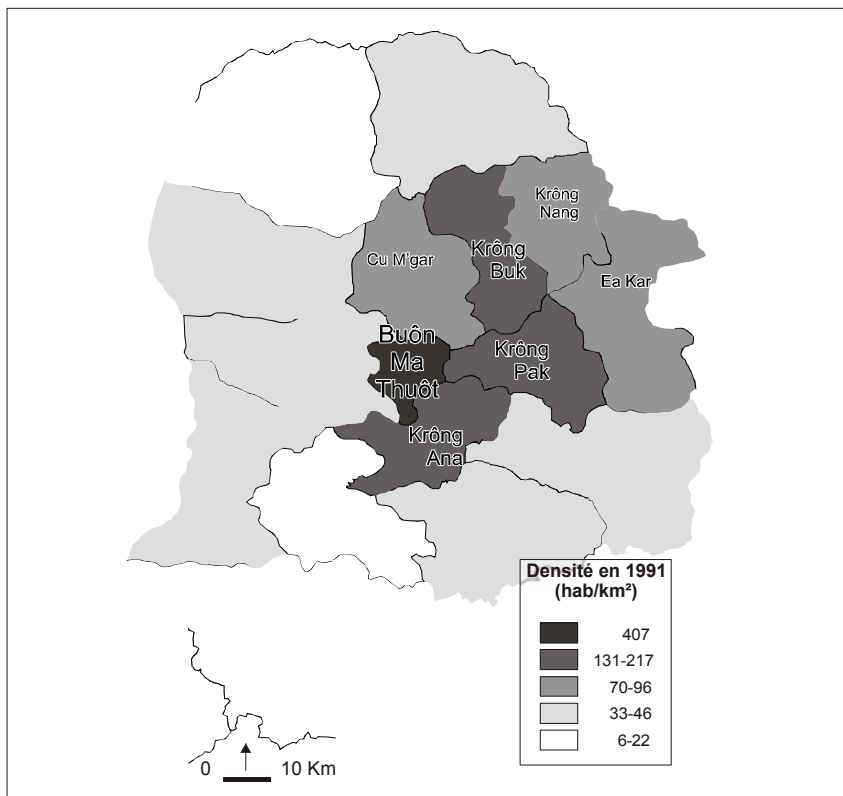 Krông
Nang
Cu M'gar
Krông
Buk
Ea Kar
Buôn
Ma
Thuôt
Krông
Pak
Krông
Ana
Densité en 1991
(hab/km²)
407
131-217
70-96
33-46
6-22
0 10 Km